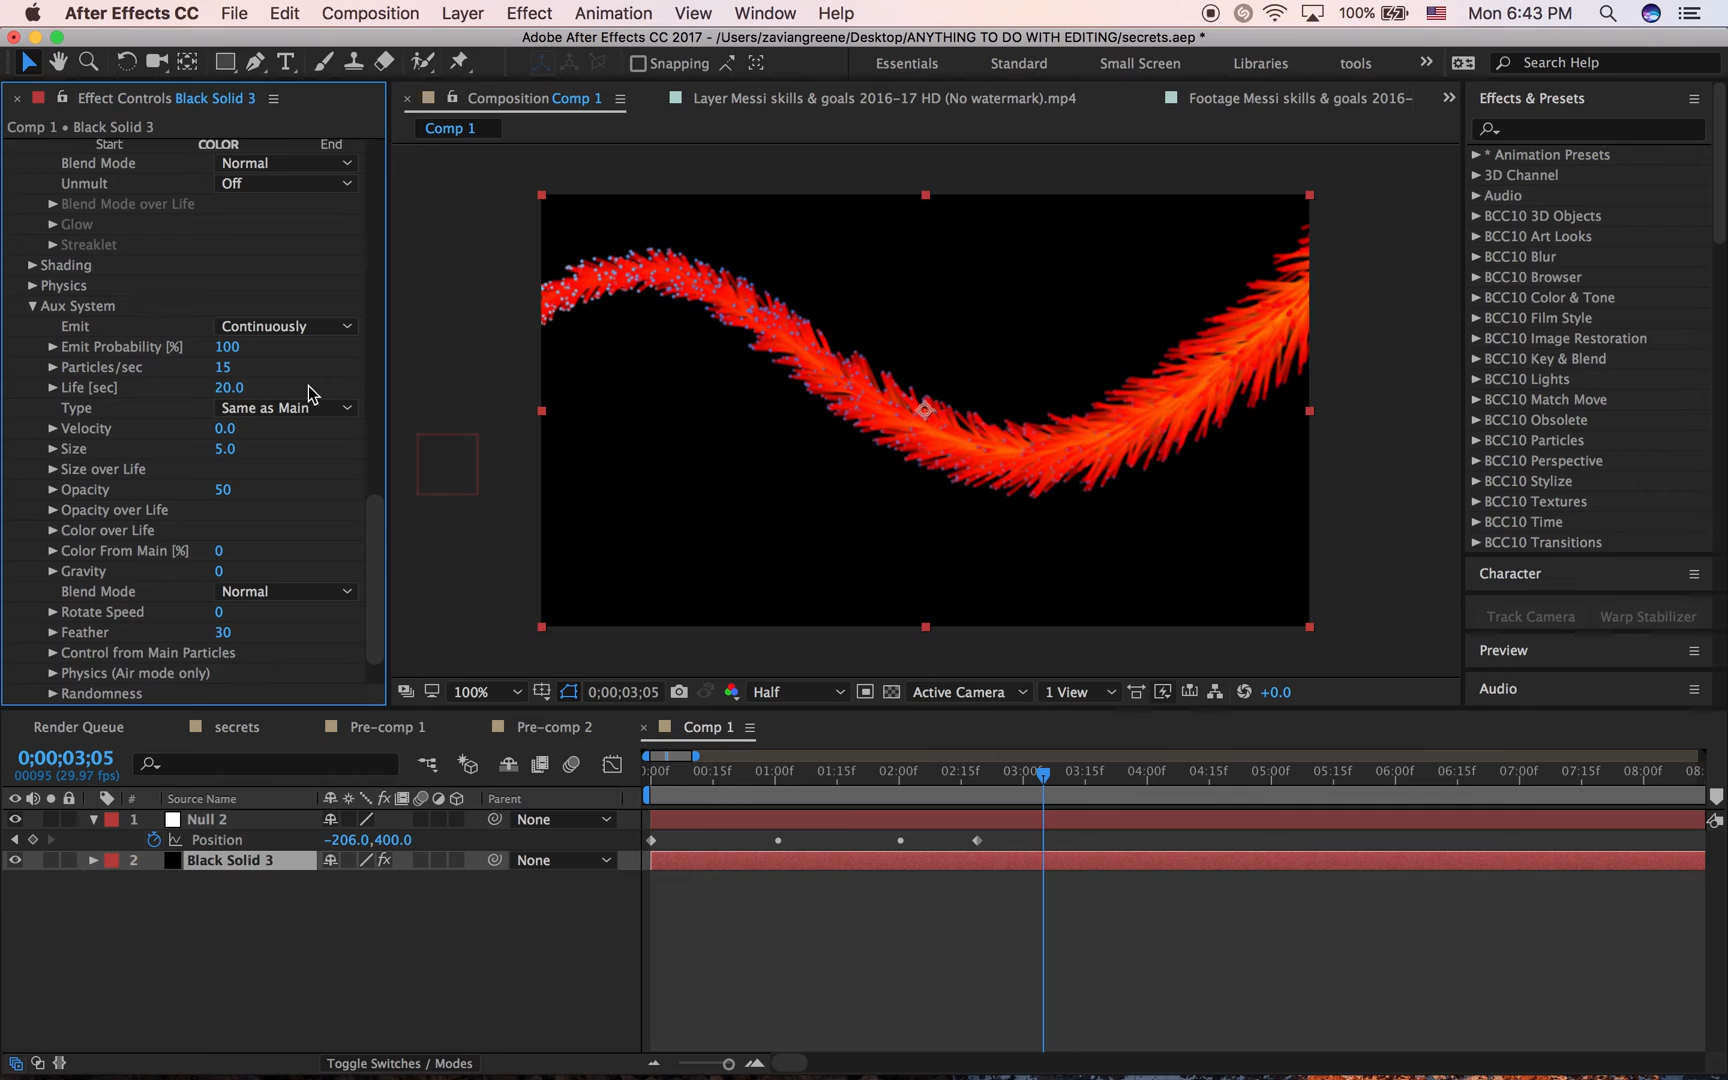 After Effects CC File Edit Composition Layer Effect Animation View Window Help 100% Mon 6:43 PM
Adobe After Effects CC 2017 - /Users/zaviangreene/Desktop/ANYTHING TO DO WITH EDITING/secrets.aep *
Snapping Essentials Standard Small Screen Libraries tools Search Help
Effect Controls Black Solid 3
Comp 1 • Black Solid 3
Composition Comp 1
Layer Messi skills & goals 2016-17 HD (No watermark).mp4
Footage Messi skills & goals 2016-
Comp 1
Start COLOR End
Blend Mode Normal
Unmult Off
Blend Mode over Life
Glow
Streaklet
Shading
Physics
Aux System
Emit Continuously
Emit Probability [%] 100
Particles/sec 15
Life [sec] 20.0
Type Same as Main
Velocity 0.0
Size 5.0
Size over Life
Opacity 50
Opacity over Life
Color over Life
Color From Main [%] 0
Gravity 0
Blend Mode Normal
Rotate Speed 0
Feather 30
Control from Main Particles
Physics (Air mode only)
Randomness
100% 0;00;03;05 Half Active Camera 1 View +0.0
Effects & Presets
* Animation Presets
3D Channel
Audio
BCC10 3D Objects
BCC10 Art Looks
BCC10 Blur
BCC10 Browser
BCC10 Color & Tone
BCC10 Film Style
BCC10 Image Restoration
BCC10 Key & Blend
BCC10 Lights
BCC10 Match Move
BCC10 Obsolete
BCC10 Particles
BCC10 Perspective
BCC10 Stylize
BCC10 Textures
BCC10 Time
BCC10 Transitions
Character
Track Camera Warp Stabilizer
Preview
Audio
Render Queue secrets Pre-comp 1 Pre-comp 2 Comp 1
0;00;03;05
00095 (29.97 fps)
):00f 00:15f 01:00f 01:15f 02:00f 02:15f 03:00f 03:15f 04:00f 04:15f 05:00f 05:15f 06:00f 06:15f 07:00f 07:15f 08:00f 08:
# Source Name fx Parent
1 Null 2 None
Position -206.0,400.0
2 Black Solid 3 fx None
Toggle Switches / Modes